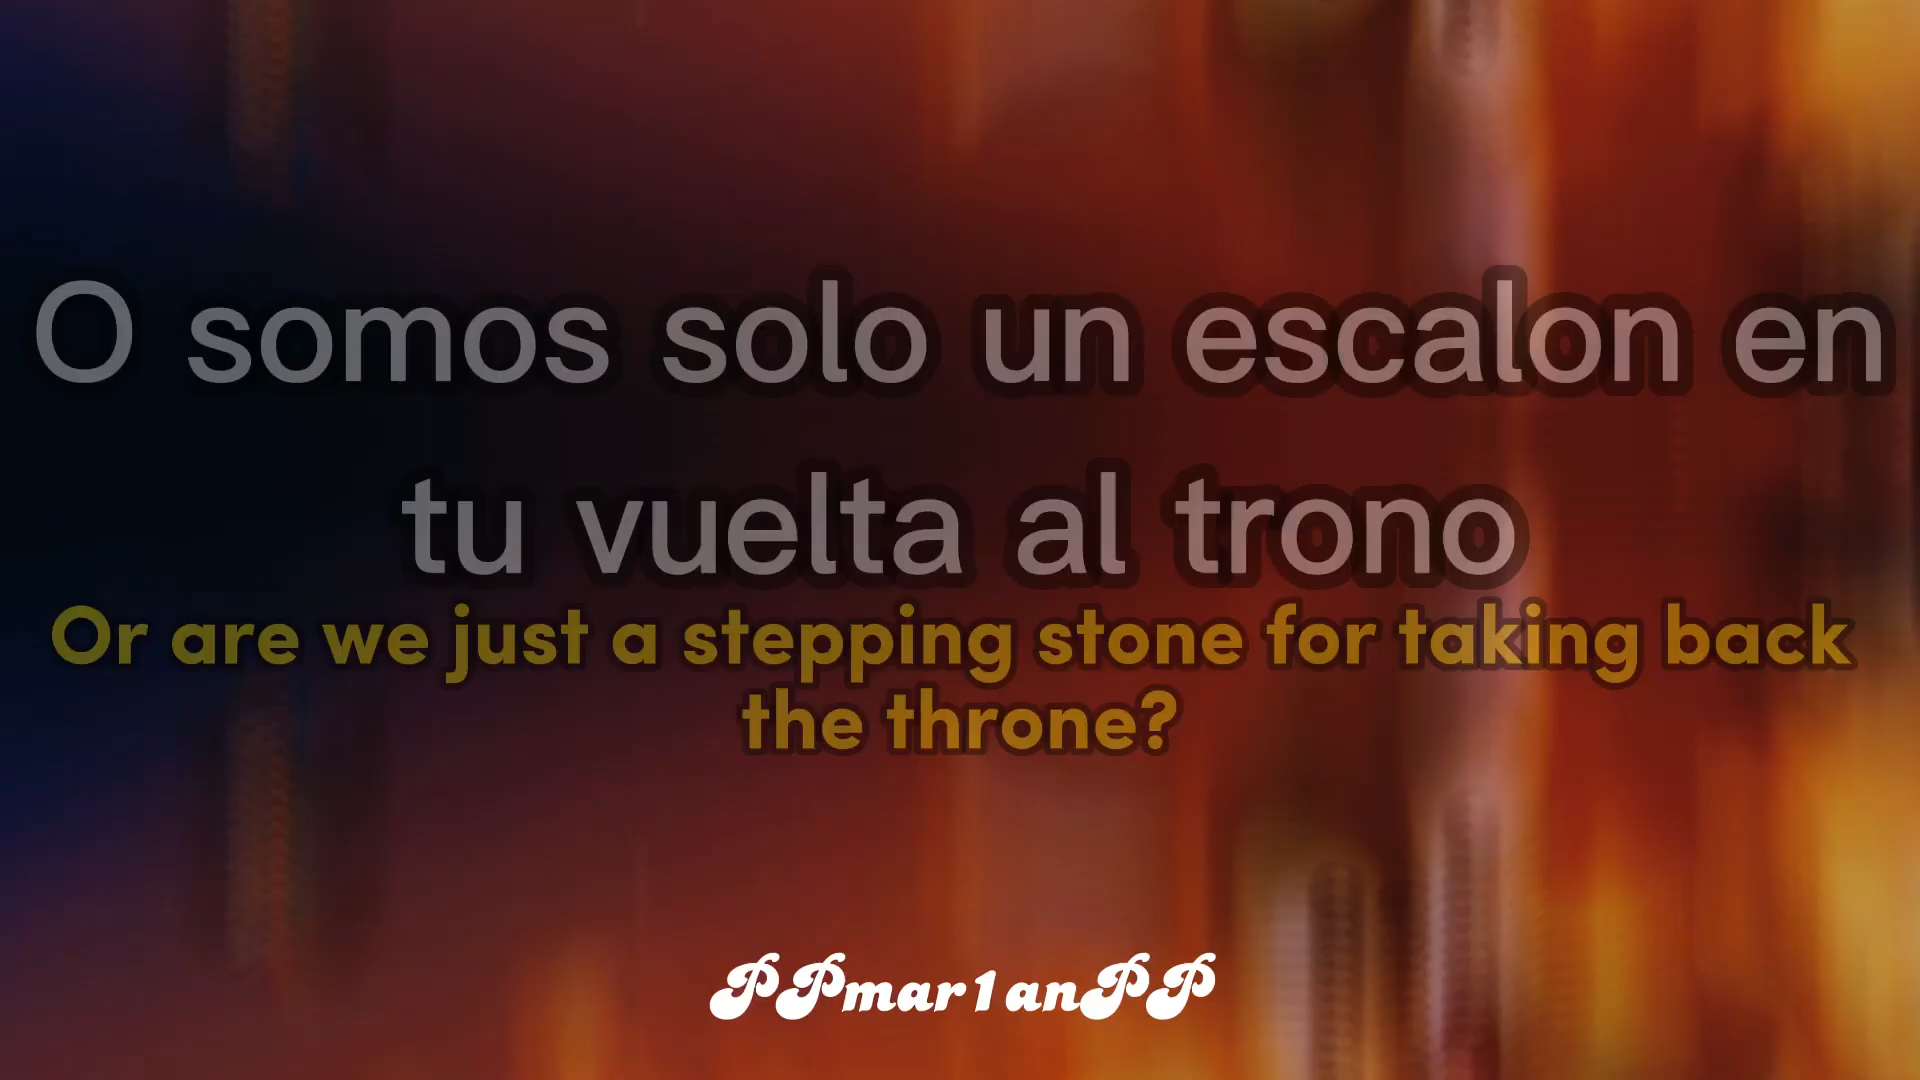 O somos solo un escalon en
tu vuelta al trono
Or are we just a stepping stone for taking back
the throne?
PPmar1anPP